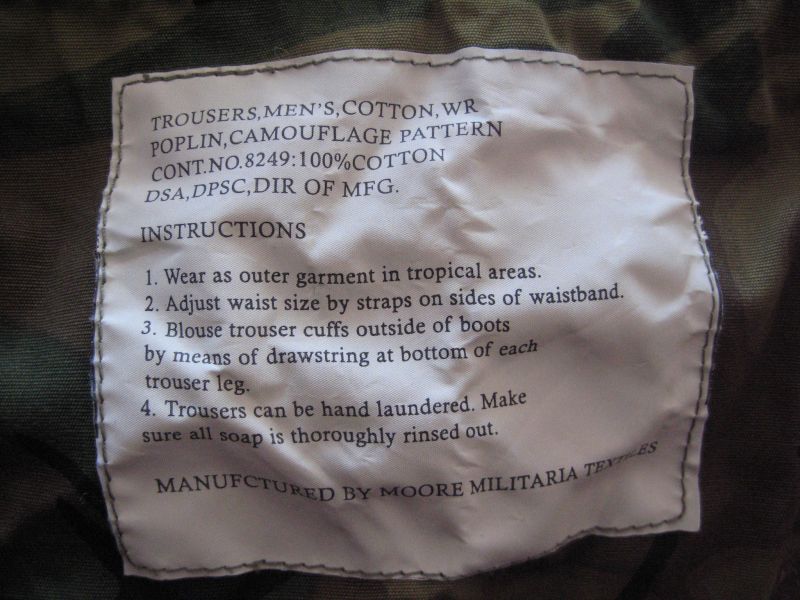 TROUSERS,MEN'S,COTTON,WR
POPLIN,CAMOUFLAGE PATTERN
CONT.NO.8249:100%COTTON
DSA,DPSC,DIR OF MFG.
INSTRUCTIONS
1. Wear as outer garment in tropical areas.
2. Adjust waist size by straps on sides of waistband.
3. Blouse trouser cuffs outside of boots
by means of drawstring at bottom of each
trouser leg.
4. Trousers can be hand laundered. Make
sure all soap is thoroughly rinsed out.
MANUFCTURED BY MOORE MILITARIA TEXTILES